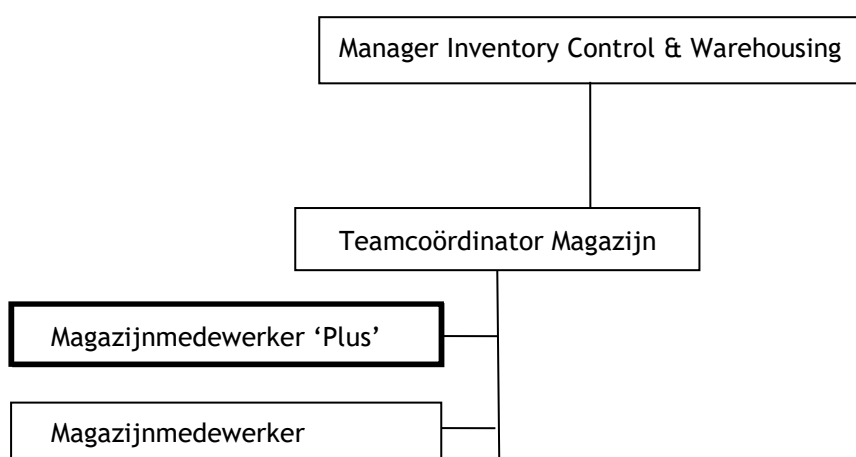 Manager Inventory Control & Warehousing
Teamcoördinator Magazijn
Magazijnmedewerker ‘Plus’
Magazijnmedewerker